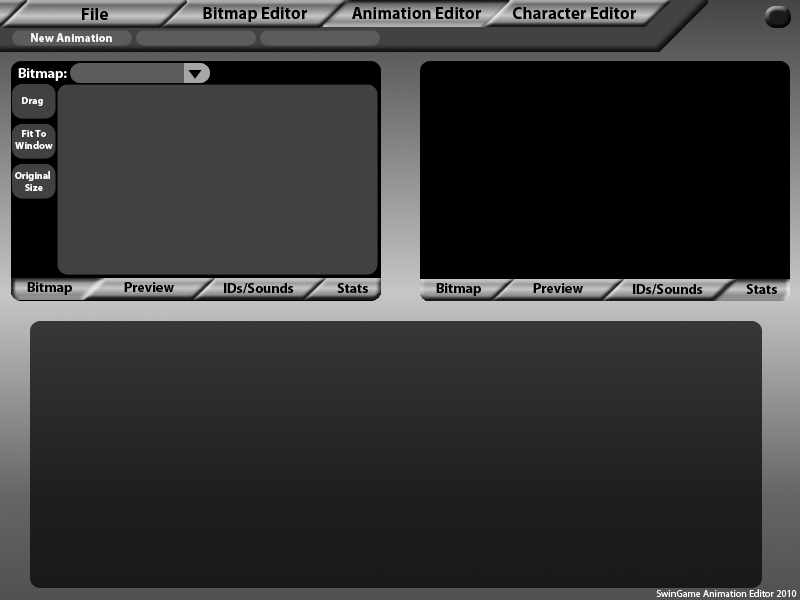 File Bitmap Editor Animation Editor Character Editor
New Animation
Bitmap:
Drag
Fit To
Window
Original
Size
Bitmap Preview IDs/Sounds Stats
Bitmap Preview IDs/Sounds Stats
SwinGame Animation Editor 2010